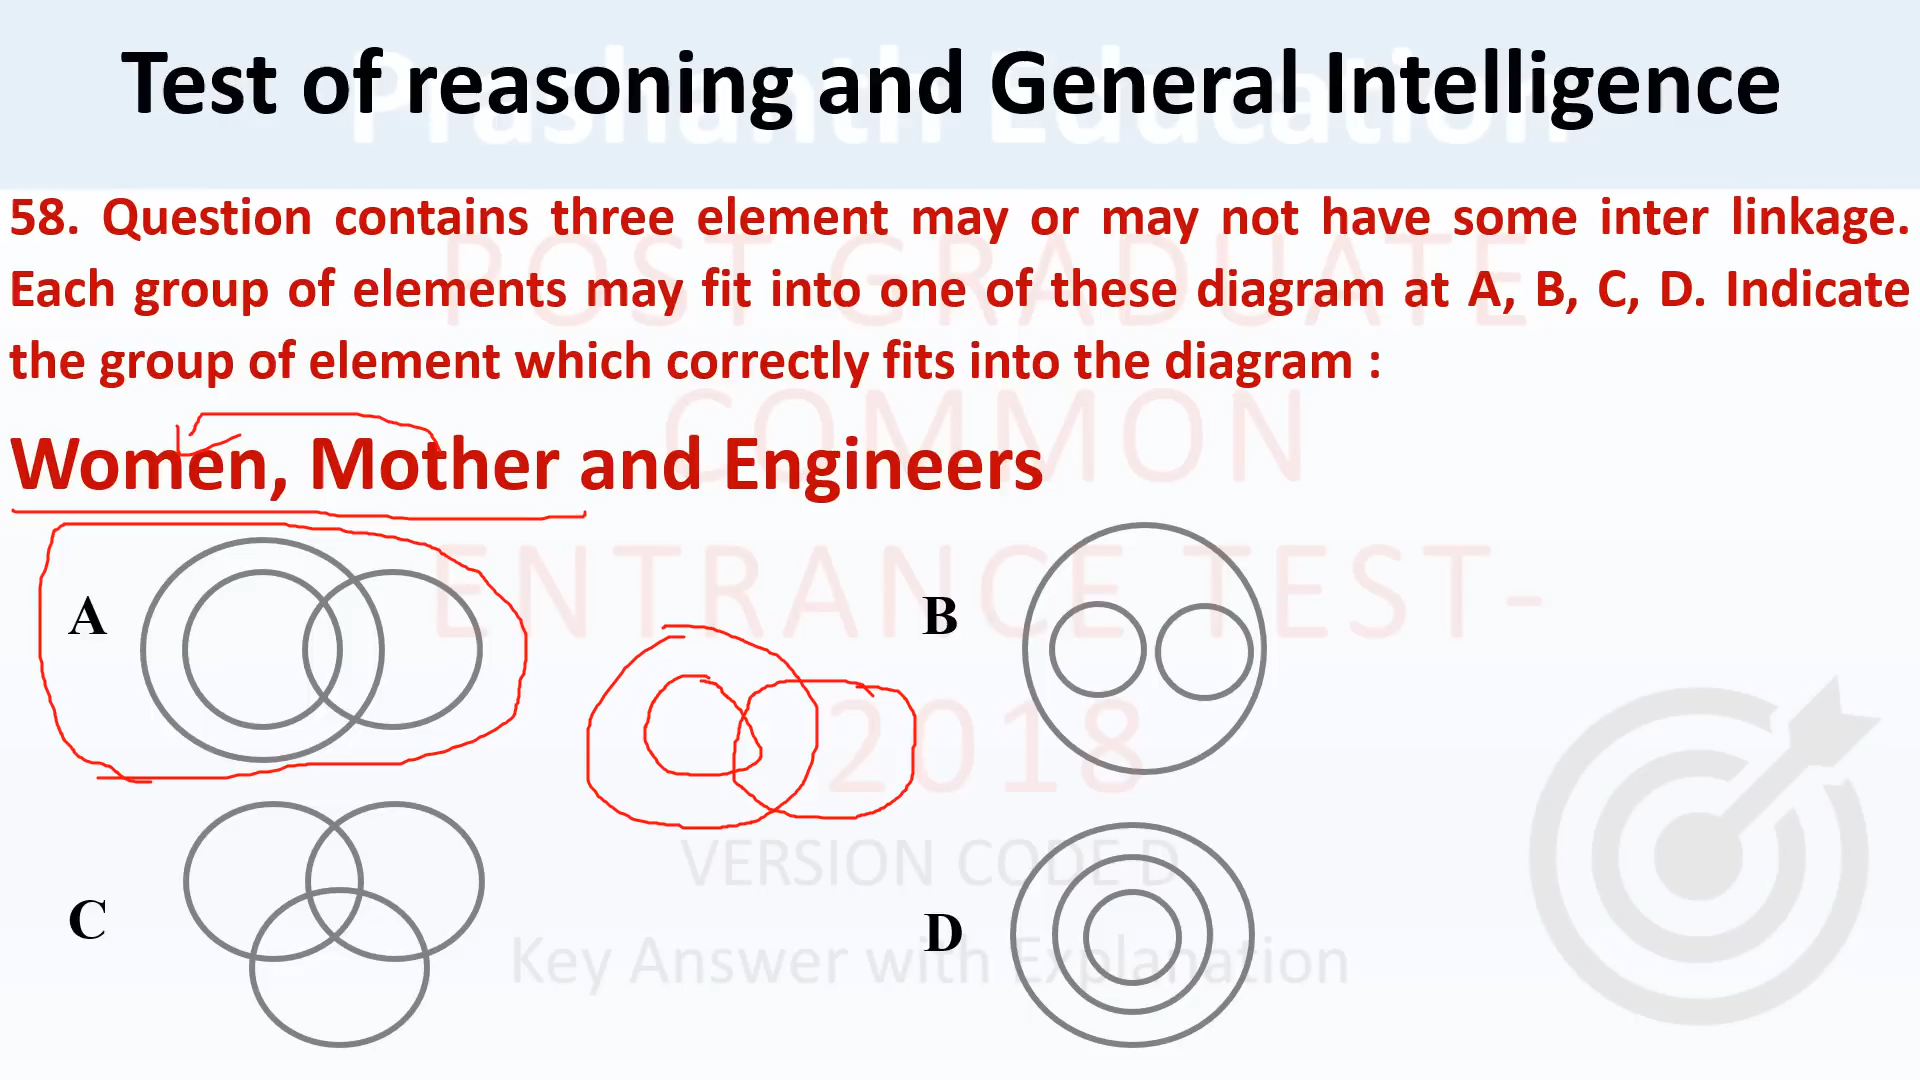 Prashanth Education
Test of reasoning and General Intelligence
58. Question contains three element may or may not have some inter linkage.
Each group of elements may fit into one of these diagram at A, B, C, D. Indicate
the group of element which correctly fits into the diagram :
Women, Mother and Engineers
A
B
C
D
POST GRADUATE
COMMON
ENTRANCE TEST-
2018
VERSION CODE D
Key Answer with Explanation